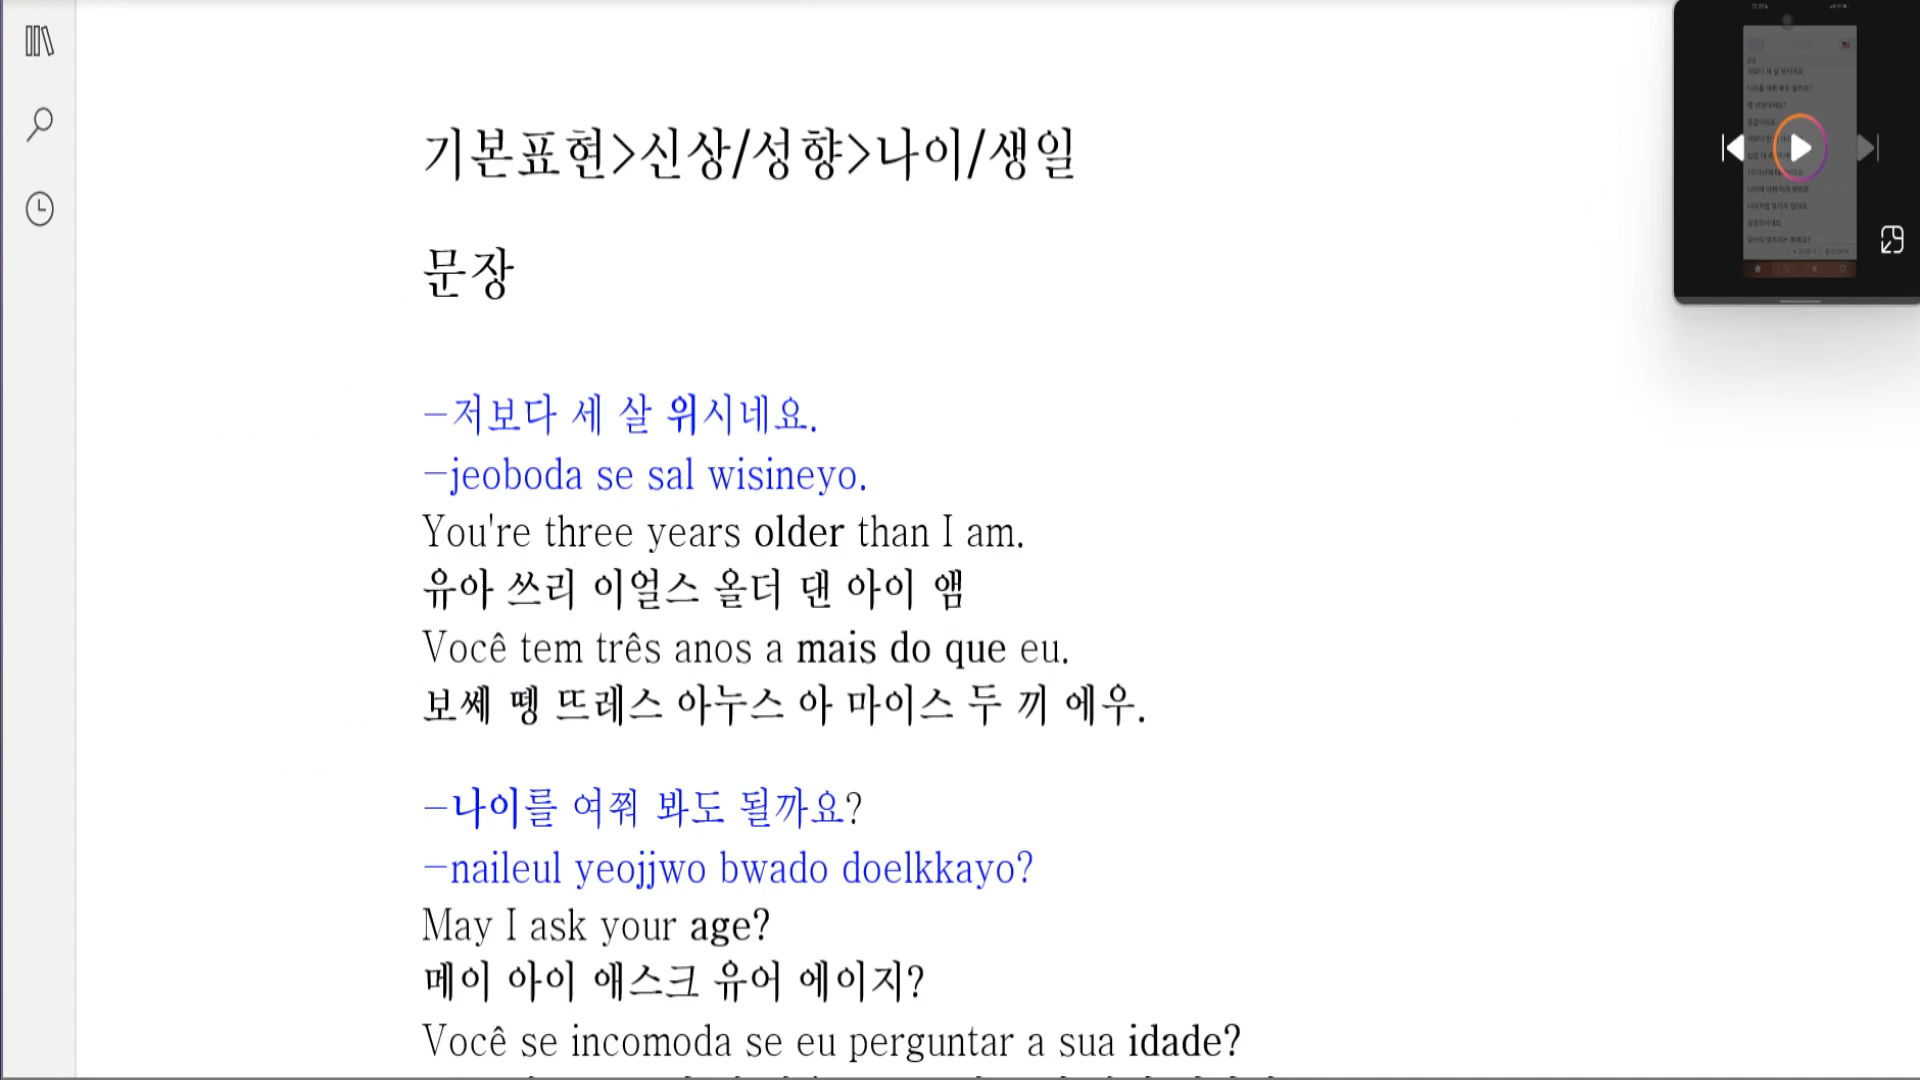 기본표현>신상/성향>나이/생일
문장
–저보다 세 살 위시네요.
–jeoboda se sal wisineyo.
You're three years older than I am.
유아 쓰리 이얼스 올더 댄 아이 앰
Você tem três anos a mais do que eu.
보쎄 뗑 뜨레스 아누스 아 마이스 두 끼 에우.
–나이를 여쭤 봐도 될까요?
–naileul yeojjwo bwado doelkkayo?
May I ask your age?
메이 아이 애스크 유어 에이지?
Você se incomoda se eu perguntar a sua idade?